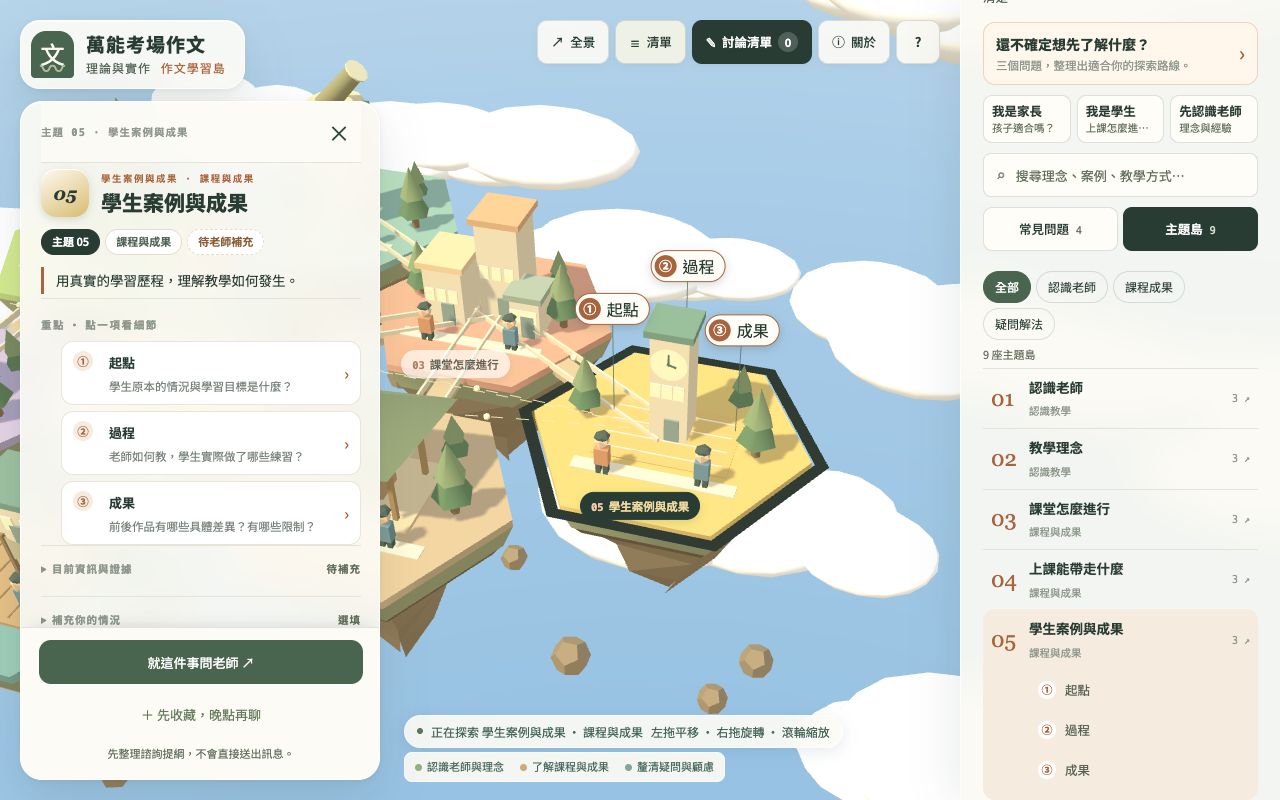 文
萬能考場作文
理論與實作 作文學習島
↗ 全景
≡ 清單
✎ 討論清單 0
ⓘ 關於
?
主題 05 · 學生案例與成果
05
學生案例與成果 · 課程與成果
學生案例與成果
主題 05
課程與成果
待老師補充
用真實的學習歷程，理解教學如何發生。
重點 · 點一項看細節
① 起點
學生原本的情況與學習目標是什麼？
② 過程
老師如何教，學生實際做了哪些練習？
③ 成果
前後作品有哪些具體差異？有哪些限制？
▸ 目前資訊與證據 待補充
▸ 補充你的情況 選填
就這件事問老師 ↗
＋ 先收藏，晚點再聊
先整理諮詢提綱，不會直接送出訊息。
② 過程
① 起點
③ 成果
03 課堂怎麼進行
05 學生案例與成果
正在探索 學生案例與成果 · 課程與成果 左拖平移 · 右拖旋轉 · 滾輪縮放
認識老師與理念
了解課程與成果
釐清疑問與顧慮
還不確定想先了解什麼？
三個問題，整理出適合你的探索路線。
我是家長
孩子適合嗎？
我是學生
上課怎麼進…
先認識老師
理念與經驗
搜尋理念、案例、教學方式…
常見問題 4
主題島 9
全部
認識老師
課程成果
疑問解法
9 座主題島
01 認識老師 3 ↗
認識教學
02 教學理念 3 ↗
認識教學
03 課堂怎麼進行 3 ↗
課程與成果
04 上課能帶走什麼 3 ↗
課程與成果
05 學生案例與成果 3 ↗
課程與成果
① 起點
② 過程
③ 成果